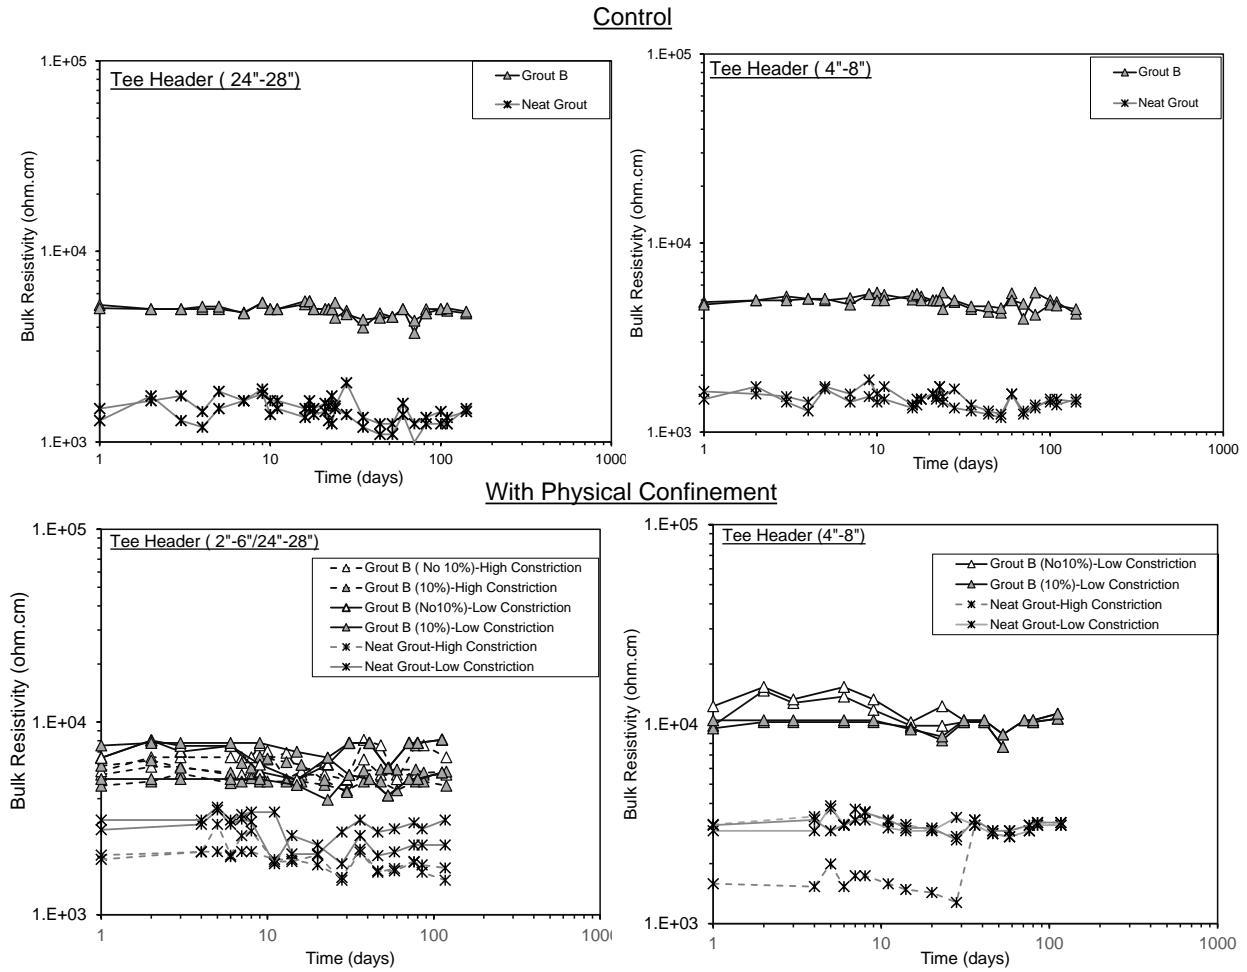 Control
Tee Header ( 24"-28")
Grout B
Neat Grout
1.E+05
1.E+04
1.E+03
Bulk Resistivity (ohm.cm)
1
10
100
1000
Time (days)
Tee Header ( 4"-8")
Grout B
Neat Grout
1.E+05
1.E+04
1.E+03
Bulk Resistivity (ohm.cm)
1
10
100
1000
Time (days)
With Physical Confinement
Tee Header ( 2"-6"/24"-28")
Grout B ( No 10%)-High Constriction
Grout B (10%)-High Constriction
Grout B (No10%)-Low Constriction
Grout B (10%)-Low Constriction
Neat Grout-High Constriction
Neat Grout-Low Constriction
1.E+05
1.E+04
1.E+03
Bulk Resistivity (ohm.cm)
1
10
100
1000
Time (days)
Tee Header (4"-8")
Grout B (No10%)-Low Constriction
Grout B (10%)-Low Constriction
Neat Grout-High Constriction
Neat Grout-Low Constriction
1.E+05
1.E+04
1.E+03
Bulk Resistivity (ohm.cm)
1
10
100
1000
Time (days)